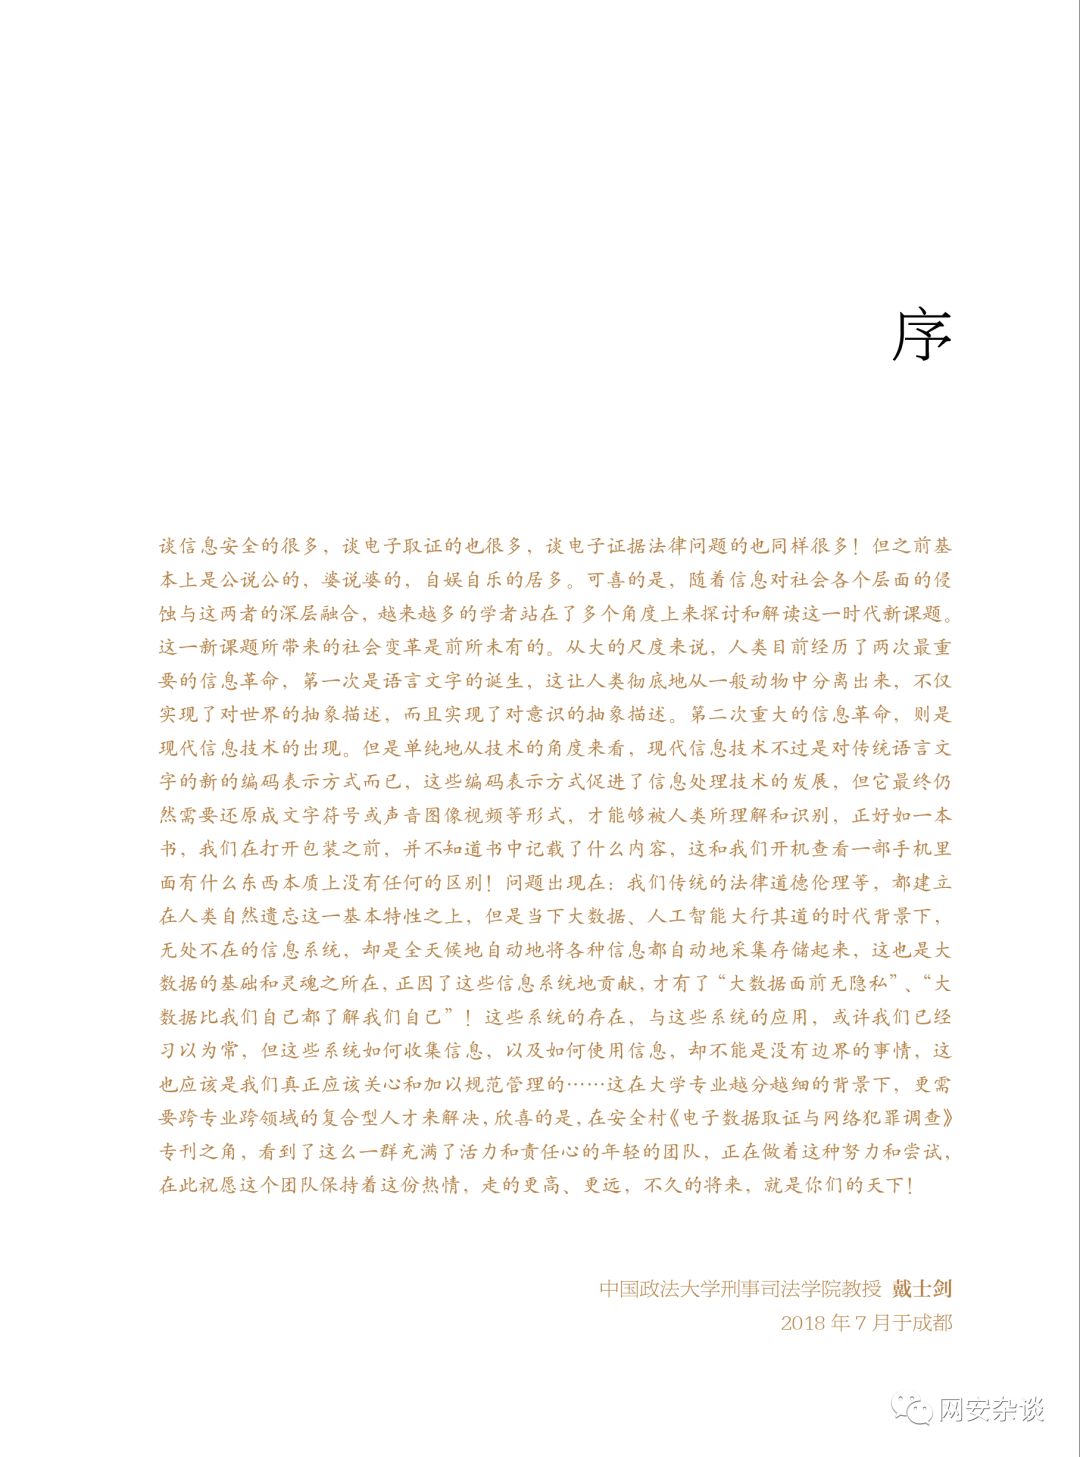 序
谈信息安全的很多，谈电子取证的也很多，谈电子证据法律问题的也同样很多！但之前基
本上是公说公的，婆说婆的，自娱自乐的居多。可喜的是，随着信息对社会各个层面的侵
蚀与这两者的深层融合，越来越多的学者站在了多个角度上来探讨和解读这一时代新课题。
这一新课题所带来的社会变革是前所未有的。从大的尺度来说，人类目前经历了两次最重
要的信息革命，第一次是语言文字的诞生，这让人类彻底地从一般动物中分离出来，不仅
实现了对世界的抽象描述，而且实现了对意识的抽象描述。第二次重大的信息革命，则是
现代信息技术的出现。但是单纯地从技术的角度来看，现代信息技术不过是对传统语言文
字的新的编码表示方式而已，这些编码表示方式促进了信息处理技术的发展，但它最终仍
然需要还原成文字符号或声音图像视频等形式，才能够被人类所理解和识别，正好如一本
书，我们在打开包装之前，并不知道书中记载了什么内容，这和我们开机查看一部手机里
面有什么东西本质上没有任何的区别！问题出现在：我们传统的法律道德伦理等，都建立
在人类自然遗忘这一基本特性之上，但是当下大数据、人工智能大行其道的时代背景下，
无处不在的信息系统，却是全天候地自动地将各种信息都自动地采集存储起来，这也是大
数据的基础和灵魂之所在，正因了这些信息系统地贡献，才有了“大数据面前无隐私”、“大
数据比我们自己都了解我们自己”！这些系统的存在，与这些系统的应用，或许我们已经
习以为常，但这些系统如何收集信息，以及如何使用信息，却不能是没有边界的事情，这
也应该是我们真正应该关心和加以规范管理的……这在大学专业越分越细的背景下，更需
要跨专业跨领域的复合型人才来解决，欣喜的是，在安全村《电子数据取证与网络犯罪调查》
专刊之角，看到了这么一群充满了活力和责任心的年轻的团队，正在做着这种努力和尝试，
在此祝愿这个团队保持着这份热情，走的更高、更远，不久的将来，就是你们的天下！
中国政法大学刑事司法学院教授 戴士剑
2018 年 7 月于成都
网安杂谈